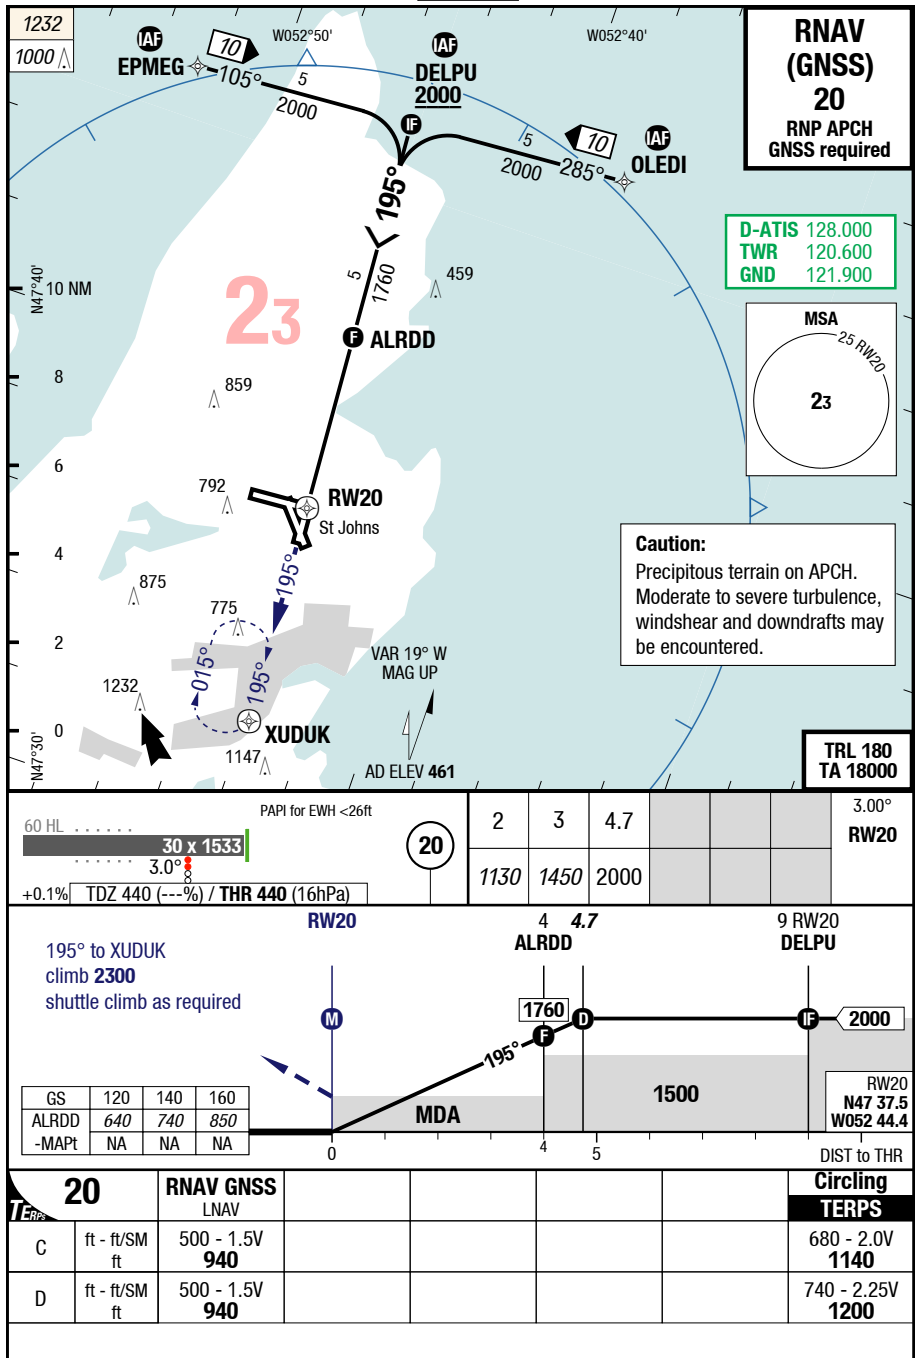 1232
1000
IAF
EPMEG
10
105°
5
2000
W052°50'
IAF
DELPU
2000
IF
W052°40'
IAF
OLEDI
10
5
2000
285°
RNAV
(GNSS)
20
RNP APCH
GNSS required
D-ATIS 128.000
TWR 120.600
GND 121.900
195°
5
1760
459
N47°40'
10 NM
23
F ALRDD
MSA
25 RW20
23
8
859
6
792
RW20
St Johns
4
875
195°
775
Caution:
Precipitous terrain on APCH.
Moderate to severe turbulence,
windshear and downdrafts may
be encountered.
2
015°
195°
VAR 19° W
MAG UP
1232
0
XUDUK
1147
N47°30'
AD ELEV 461
TRL 180
TA 18000
60 HL
PAPI for EWH <26ft
30 x 1533
3.0°
+0.1%
TDZ 440 (---%) / THR 440 (16hPa)
20
2 3 4.7
1130 1450 2000
3.00°
RW20
RW20
4 4.7
ALRDD
9 RW20
DELPU
195° to XUDUK
climb 2300
shuttle climb as required
M
1760
F
D
IF
2000
195°
MDA
1500
RW20
N47 37.5
W052 44.4
GS 120 140 160
ALRDD 640 740 850
-MAPt NA NA NA
0
4
5
DIST to THR
TERPS
20
RNAV GNSS
LNAV
Circling
TERPS
C
ft - ft/SM
ft
500 - 1.5V
940
680 - 2.0V
1140
D
ft - ft/SM
ft
500 - 1.5V
940
740 - 2.25V
1200